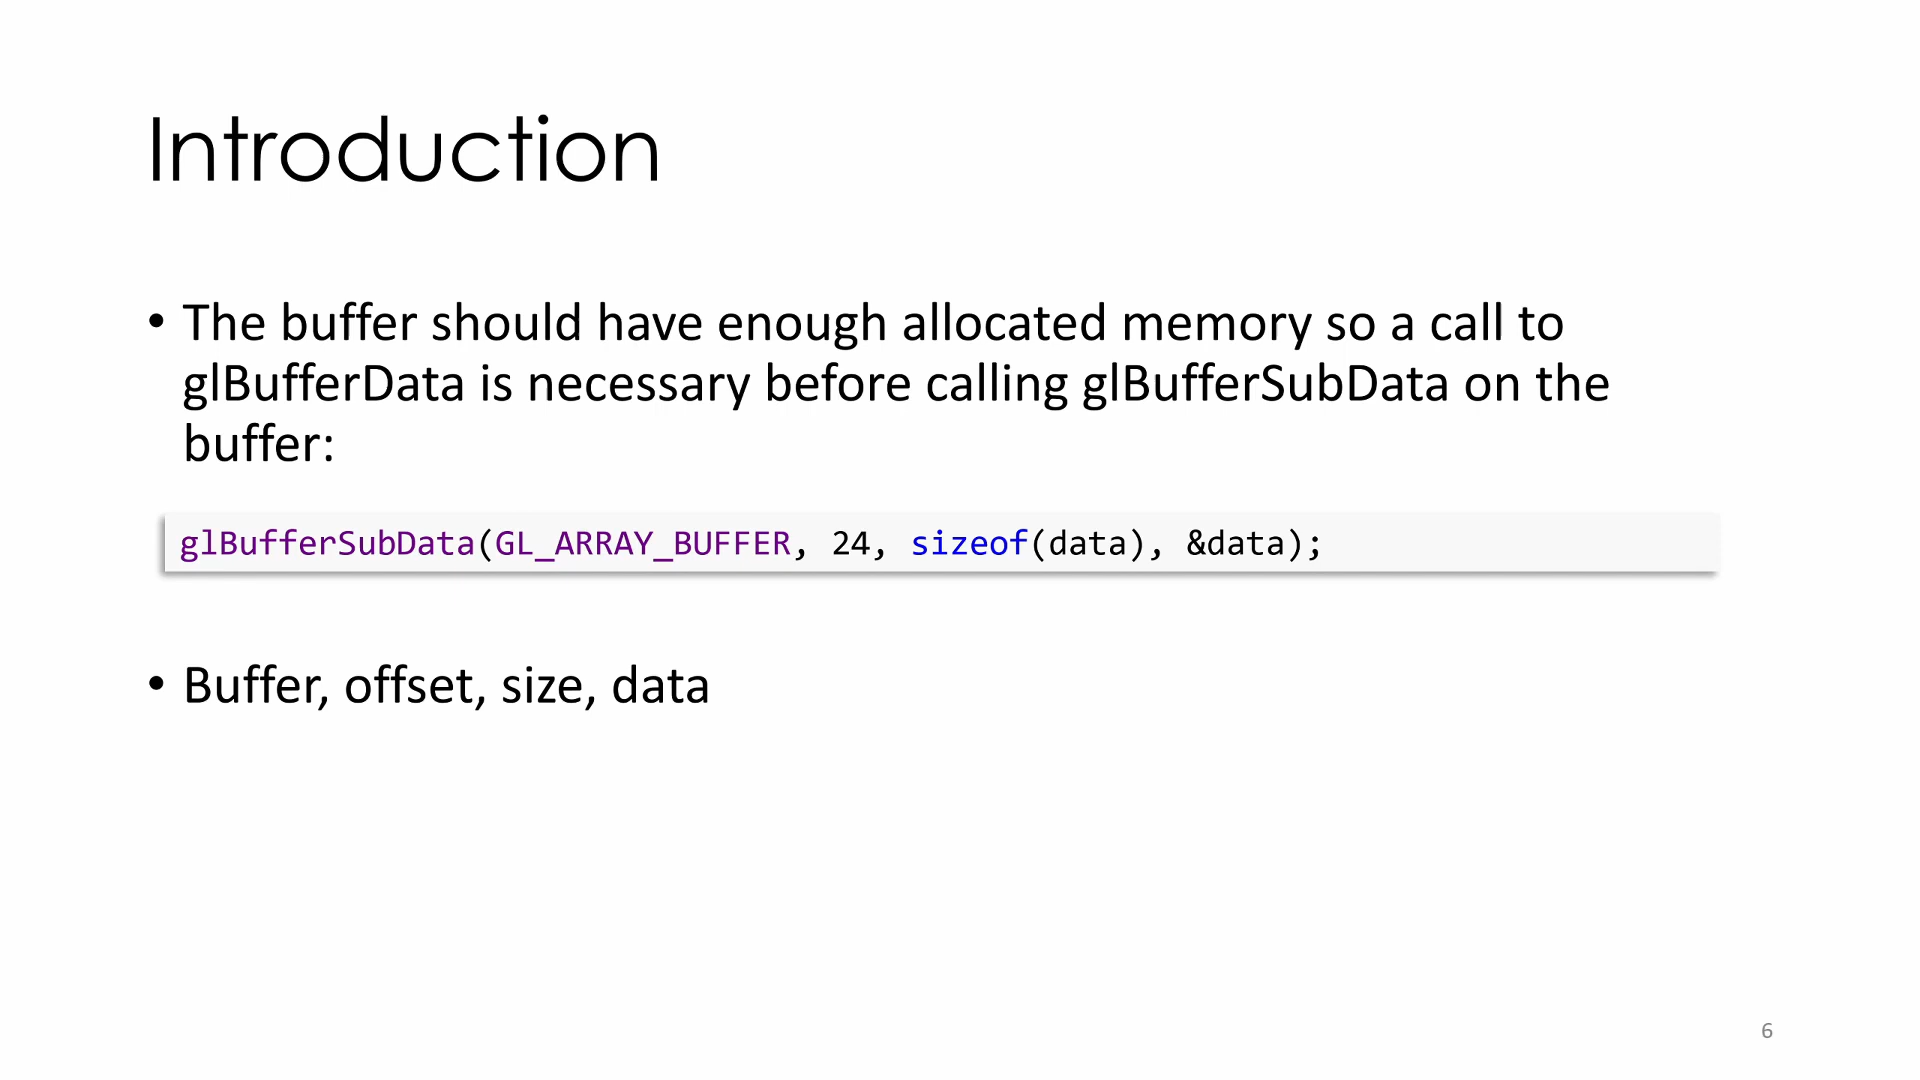 Introduction
• The buffer should have enough allocated memory so a call to
glBufferData is necessary before calling glBufferSubData on the
buffer:
glBufferSubData(GL_ARRAY_BUFFER, 24, sizeof(data), &data);
• Buffer, offset, size, data
6